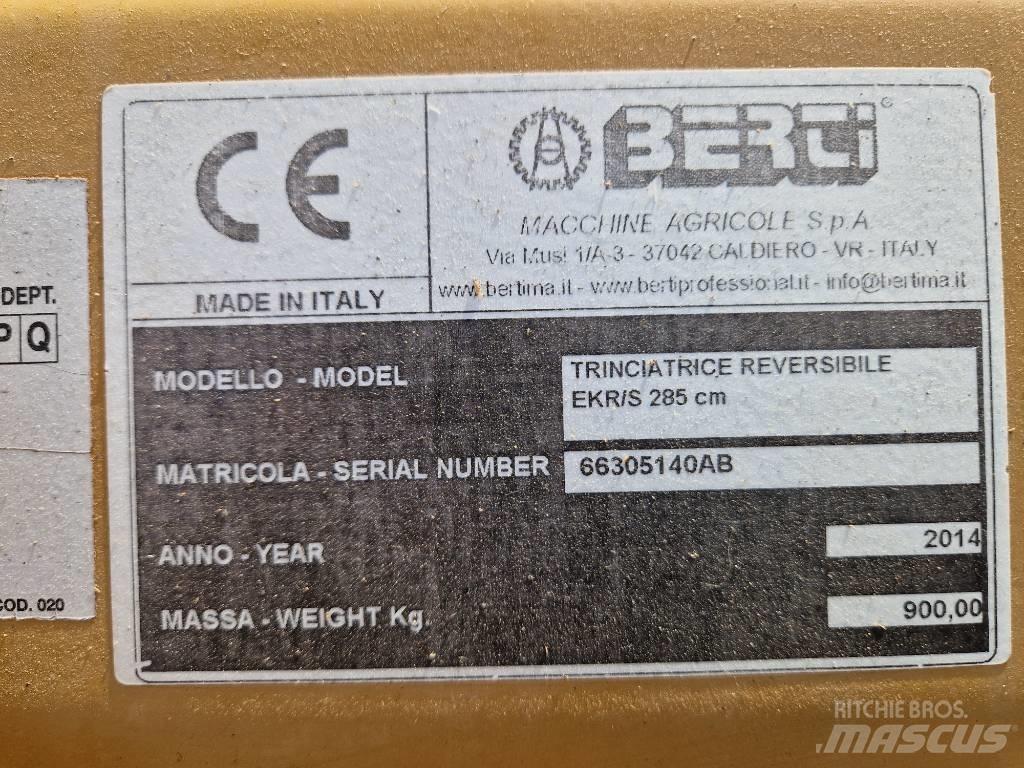 DEPT.
P Q
COD. 020
CE
MADE IN ITALY
BERTi®
MACCHINE AGRICOLE S.p.A.
Via Musi 1/A-3 - 37042 CALDIERO - VR - ITALY
www.bertima.it - www.bertiprofessional.it - info@bertima.it
MODELLO - MODEL
TRINCIATRICE REVERSIBILE
EKR/S 285 cm
MATRICOLA - SERIAL NUMBER
66305140AB
ANNO - YEAR
2014
MASSA - WEIGHT Kg.
900,00
RITCHIE BROS.
MASCUS